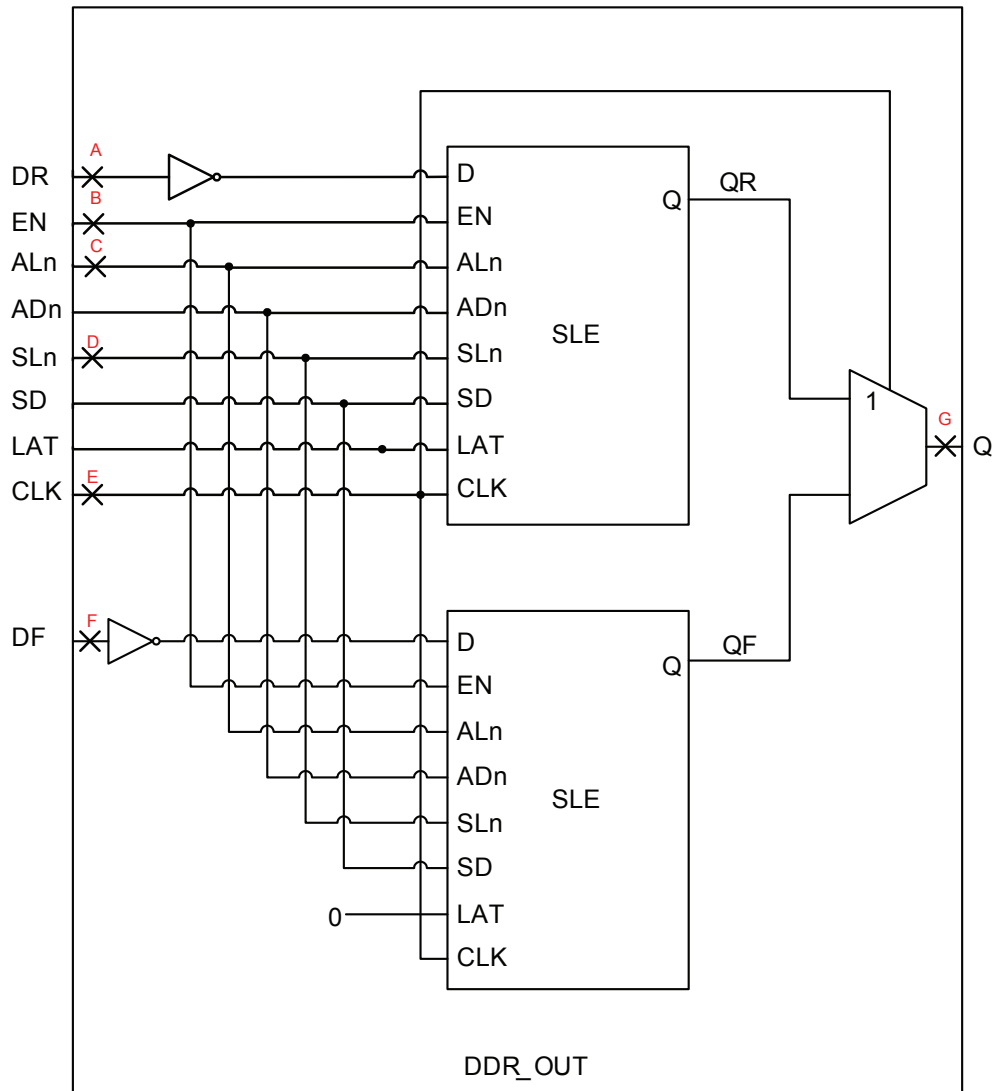 A
DR
B
EN
C
ALn
ADn
D
SLn
SD
LAT
E
CLK
F
DF
D
EN
ALn
ADn
SLn
SD
LAT
CLK
SLE
Q
QR
1
G
Q
D
EN
ALn
ADn
SLn
SD
0
LAT
CLK
SLE
Q
QF
DDR_OUT